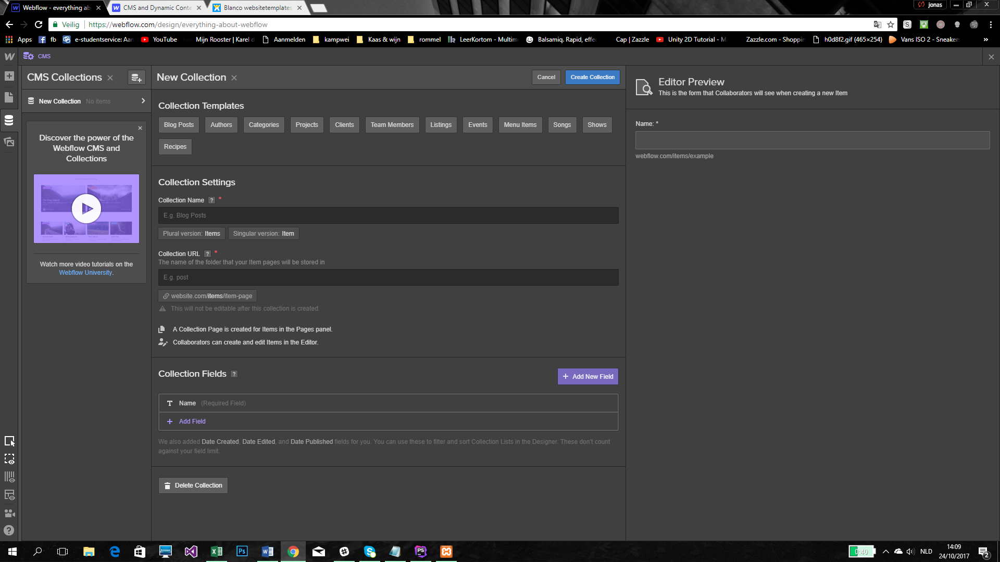 Webflow - everything ab
CMS and Dynamic Conte
Blanco websitetemplates
jonas
Veilig
https://webflow.com/design/everything-about-webflow
Apps
fb
e-studentservice: Aan
YouTube
Mijn Rooster | Karel d
Aanmelden
kampwei
Kaas & wijn
rommel
LeerKortom - Multim
Balsamiq. Rapid, effe
Cap | Zazzle
Unity 2D Tutorial - M
Zazzle.com - Shoppin
h0d8f2.gif (465×254)
Vans ISO 2 - Sneaker
»
CMS
CMS Collections
New Collection No items
Discover the power of the
Webflow CMS and
Collections
Watch more video tutorials on the
Webflow University.
New Collection
Cancel
Create Collection
Collection Templates
Blog Posts
Authors
Categories
Projects
Clients
Team Members
Listings
Events
Menu Items
Songs
Shows
Recipes
Collection Settings
Collection Name ? *
E.g. Blog Posts
Plural version: Items
Singular version: Item
Collection URL ? *
The name of the folder that your Item pages will be stored in
E.g. post
website.com/items/item-page
This will not be editable after this collection is created.
A Collection Page is created for Items in the Pages panel.
Collaborators can create and edit Items in the Editor.
Collection Fields ?
+ Add New Field
T Name (Required Field)
+ Add Field
We also added Date Created, Date Edited, and Date Published fields for you. You can use these to filter and sort Collection Lists in the Designer. These don't count
against your field limit.
Delete Collection
Editor Preview
This is the form that Collaborators will see when creating a new Item
Name: *
webflow.com/items/example
0:40
NLD
14:09
24/10/2017
2